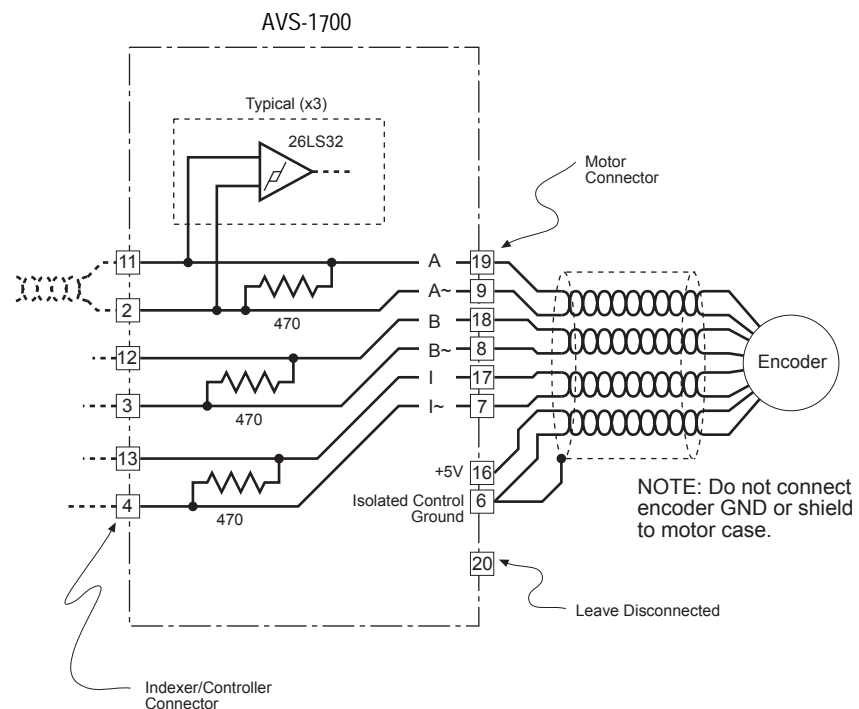 AVS-1700
Typical (x3)
26LS32
Motor
Connector
11
A
19
A~
9
2
470
B
18
12
B~
8
Encoder
I
17
3
470
I~
7
13
+5V
16
4
470
Isolated Control
Ground
6
NOTE: Do not connect
encoder GND or shield
to motor case.
20
Leave Disconnected
Indexer/Controller
Connector